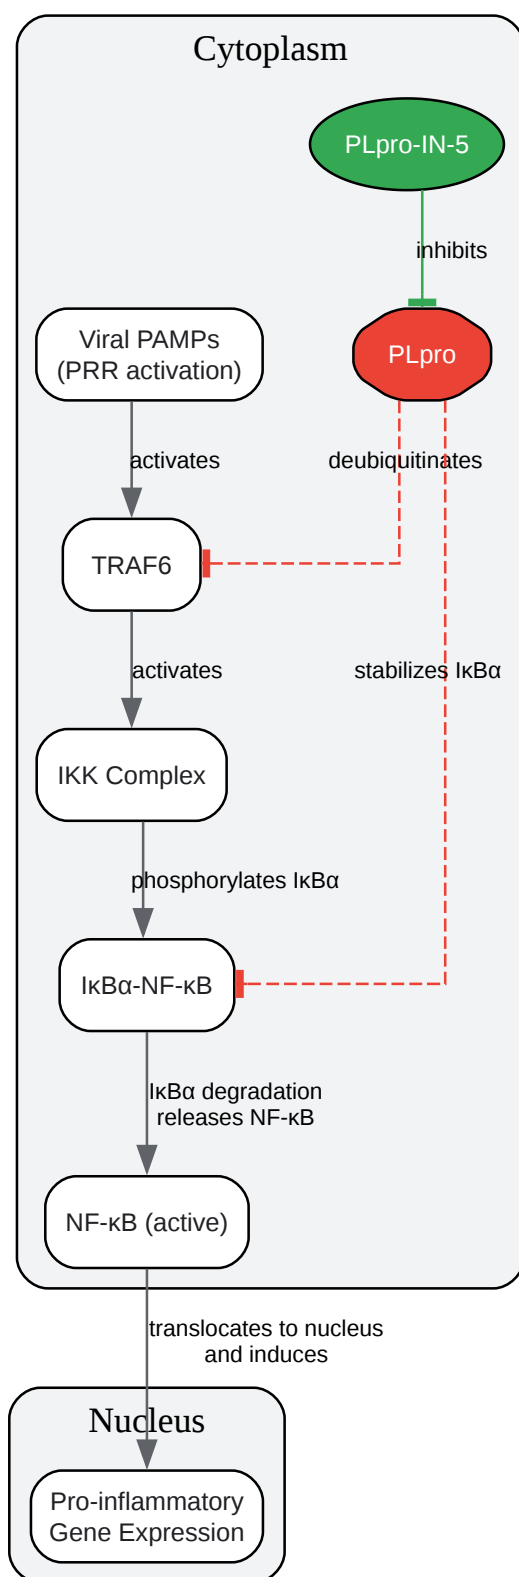 Cytoplasm
PLpro-IN-5
inhibits
Viral PAMPs
(PRR activation)
PLpro
activates
deubiquitinates
TRAF6
activates
stabilizes IκBα
IKK Complex
phosphorylates IκBα
IκBα-NF-κB
IκBα degradation
releases NF-κB
NF-κB (active)
translocates to nucleus
and induces
Nucleus
Pro-inflammatory
Gene Expression